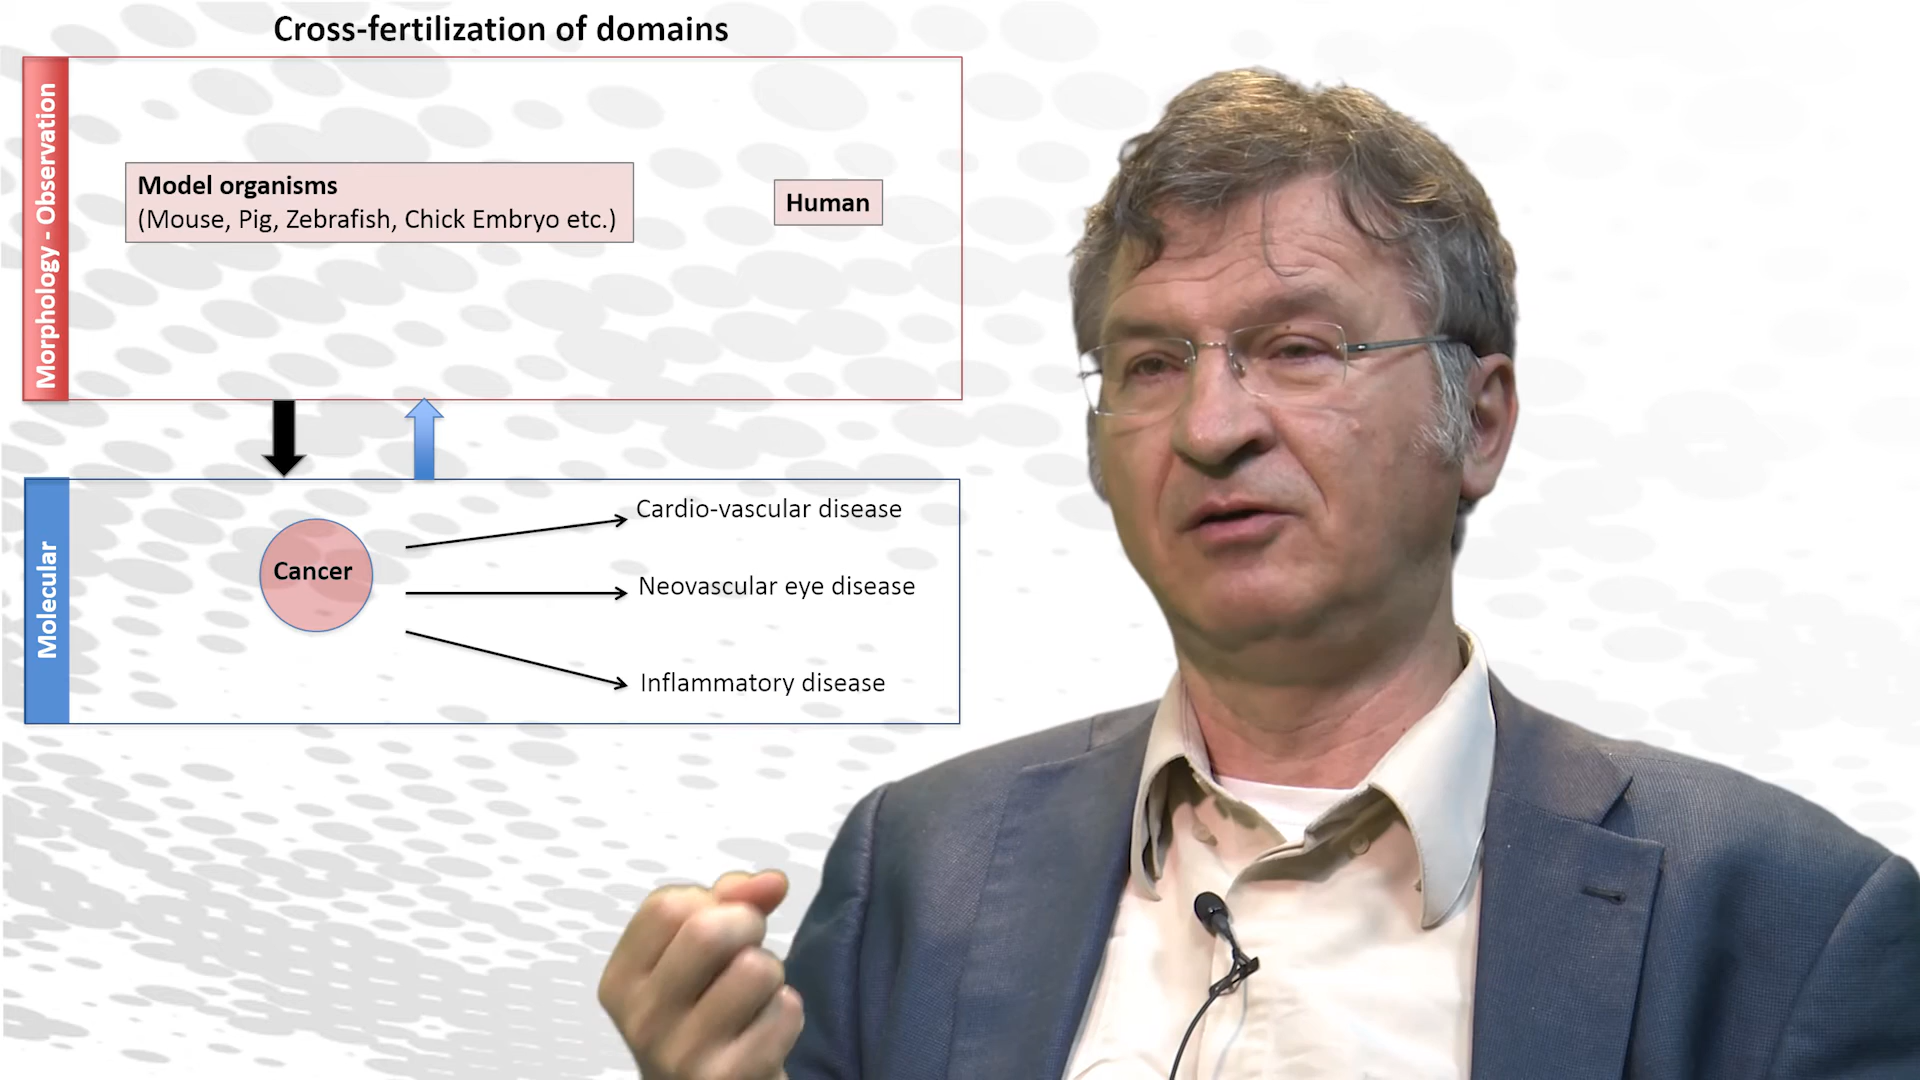 Cross-fertilization of domains
Morphology - Observation
Model organisms
(Mouse, Pig, Zebrafish, Chick Embryo etc.)
Human
Molecular
Cancer
Cardio-vascular disease
Neovascular eye disease
Inflammatory disease